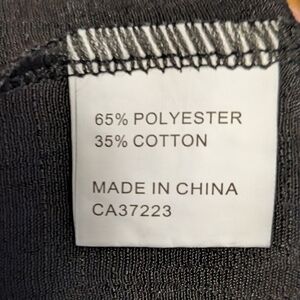 65% POLYESTER
35% COTTON
MADE IN CHINA
CA37223